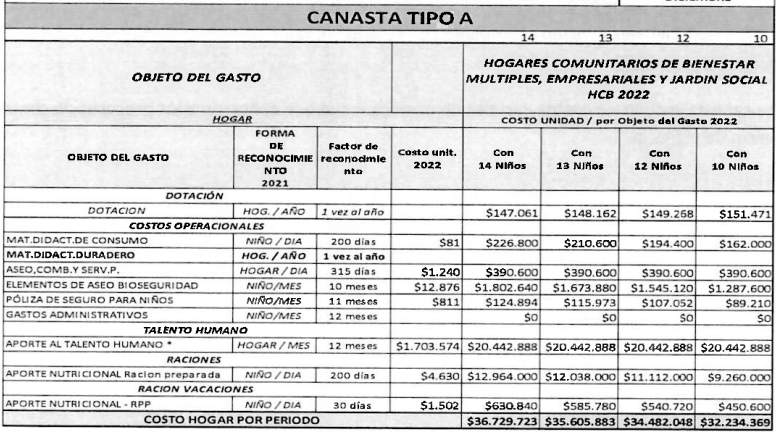 CANASTA TIPO A
14 13 12 10
OBJETO DEL GASTO
HOGARES COMUNITARIOS DE BIENESTAR
MULTIPLES, EMPRESARIALES Y JARDIN SOCIAL
HCB 2022
HOGAR
COSTO UNIDAD / por Objeto del Gasto 2022
OBJETO DEL GASTO
FORMA
DE
RECONOCIMIE
NTO
2021
Factor de
reconocimie
nto
Costo unit.
2022
Con
14 Niños
Con
13 Niños
Con
12 Niños
Con
10 Niños
DOTACIÓN
DOTACION HOG. / AÑO 1 vez al año $147.061 $148.162 $149.268 $151.471
COSTOS OPERACIONALES
MAT.DIDACT.DE CONSUMO NIÑO / DIA 200 días $81 $226.800 $210.600 $194.400 $162.000
MAT.DIDACT.DURADERO HOG. / AÑO 1 vez al año
ASEO,COMB.Y SERV.P. HOGAR / DIA 315 días $1.240 $390.600 $390.600 $390.600 $390.600
ELEMENTOS DE ASEO BIOSEGURIDAD NIÑO/MES 10 meses $12.876 $1.802.640 $1.673.880 $1.545.120 $1.287.600
PÓLIZA DE SEGURO PARA NIÑOS NIÑO/MES 11 meses $811 $124.894 $115.973 $107.052 $89.210
GASTOS ADMINISTRATIVOS NIÑO/MES 12 meses $0 $0 $0 $0
TALENTO HUMANO
APORTE AL TALENTO HUMANO * HOGAR / MES 12 meses $1.703.574 $20.442.888 $20.442.888 $20.442.888 $20.442.888
RACIONES
APORTE NUTRICIONAL Racion preparada NIÑO / DIA 200 días $4.630 $12.964.000 $12.038.000 $11.112.000 $9.260.000
RACION VACACIONES
APORTE NUTRICIONAL - RPP NIÑO / DIA 30 días $1.502 $630.840 $585.780 $540.720 $450.600
COSTO HOGAR POR PERIODO $36.729.723 $35.605.883 $34.482.048 $32.234.369